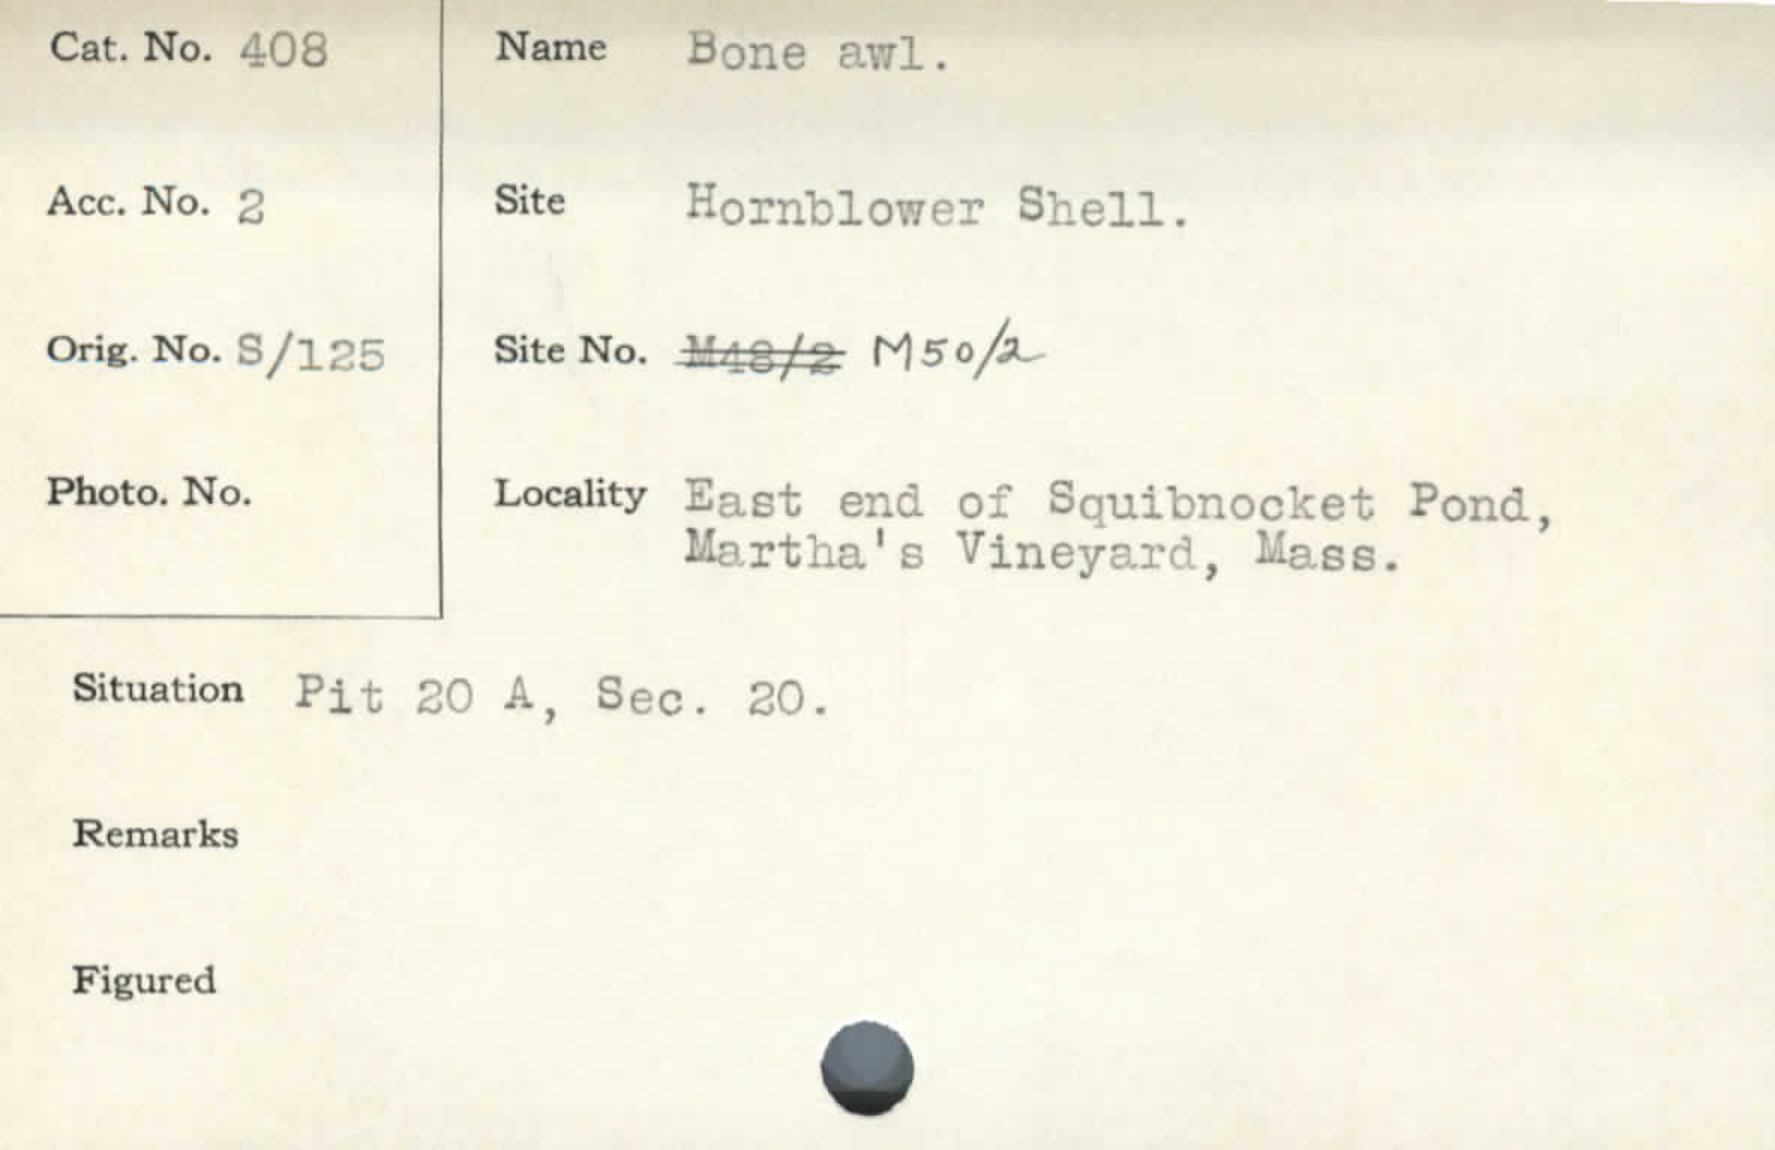 Cat. No. 408
Name Bone awl.
Acc. No. 2
Site Hornblower Shell.
Orig. No. S/125
Site No. M48/2 M50/2
Photo. No.
Locality East end of Squibnocket Pond,
Martha's Vineyard, Mass.
Situation Pit 20 A, Sec. 20.
Remarks
Figured